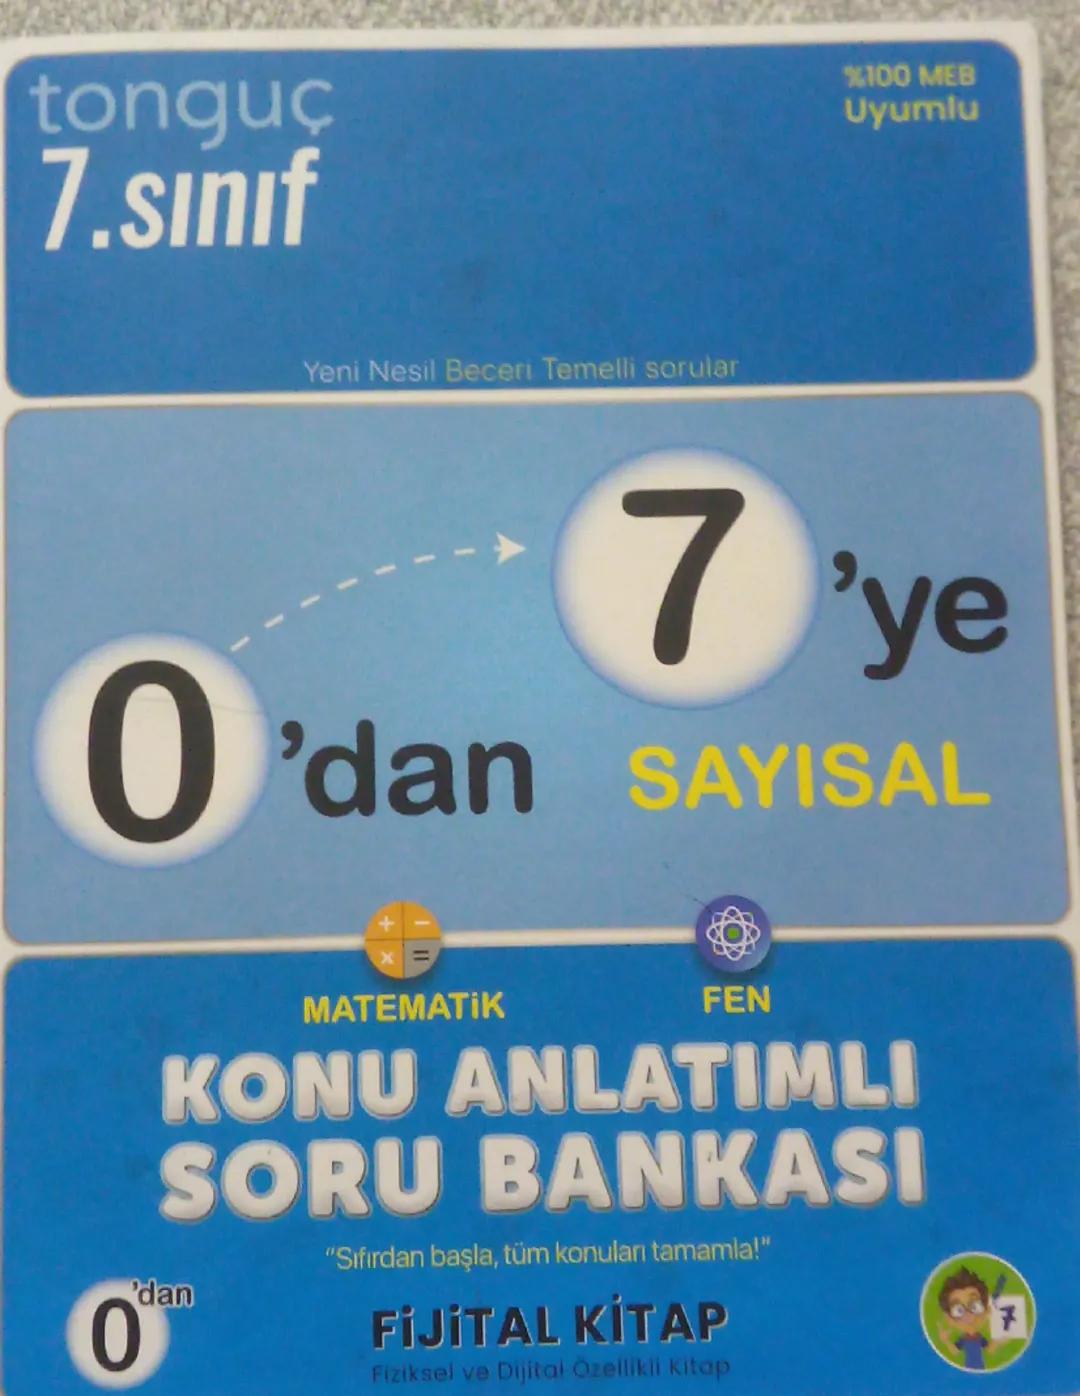 tonguç
%100 MEB
Uyumlu
7.sınıf
Yeni Nesil Beceri Temelli sorular
7'ye
0'dan
SAYISAL
MATEMATİK
FEN
KONU ANLATIMLI
SORU BANKASI
"Sıfırdan başla, tüm konuları tamamla!"
0'dan
FİJİTAL KİTAP
7
Fiziksel ve Dijital Özellikli Kitap